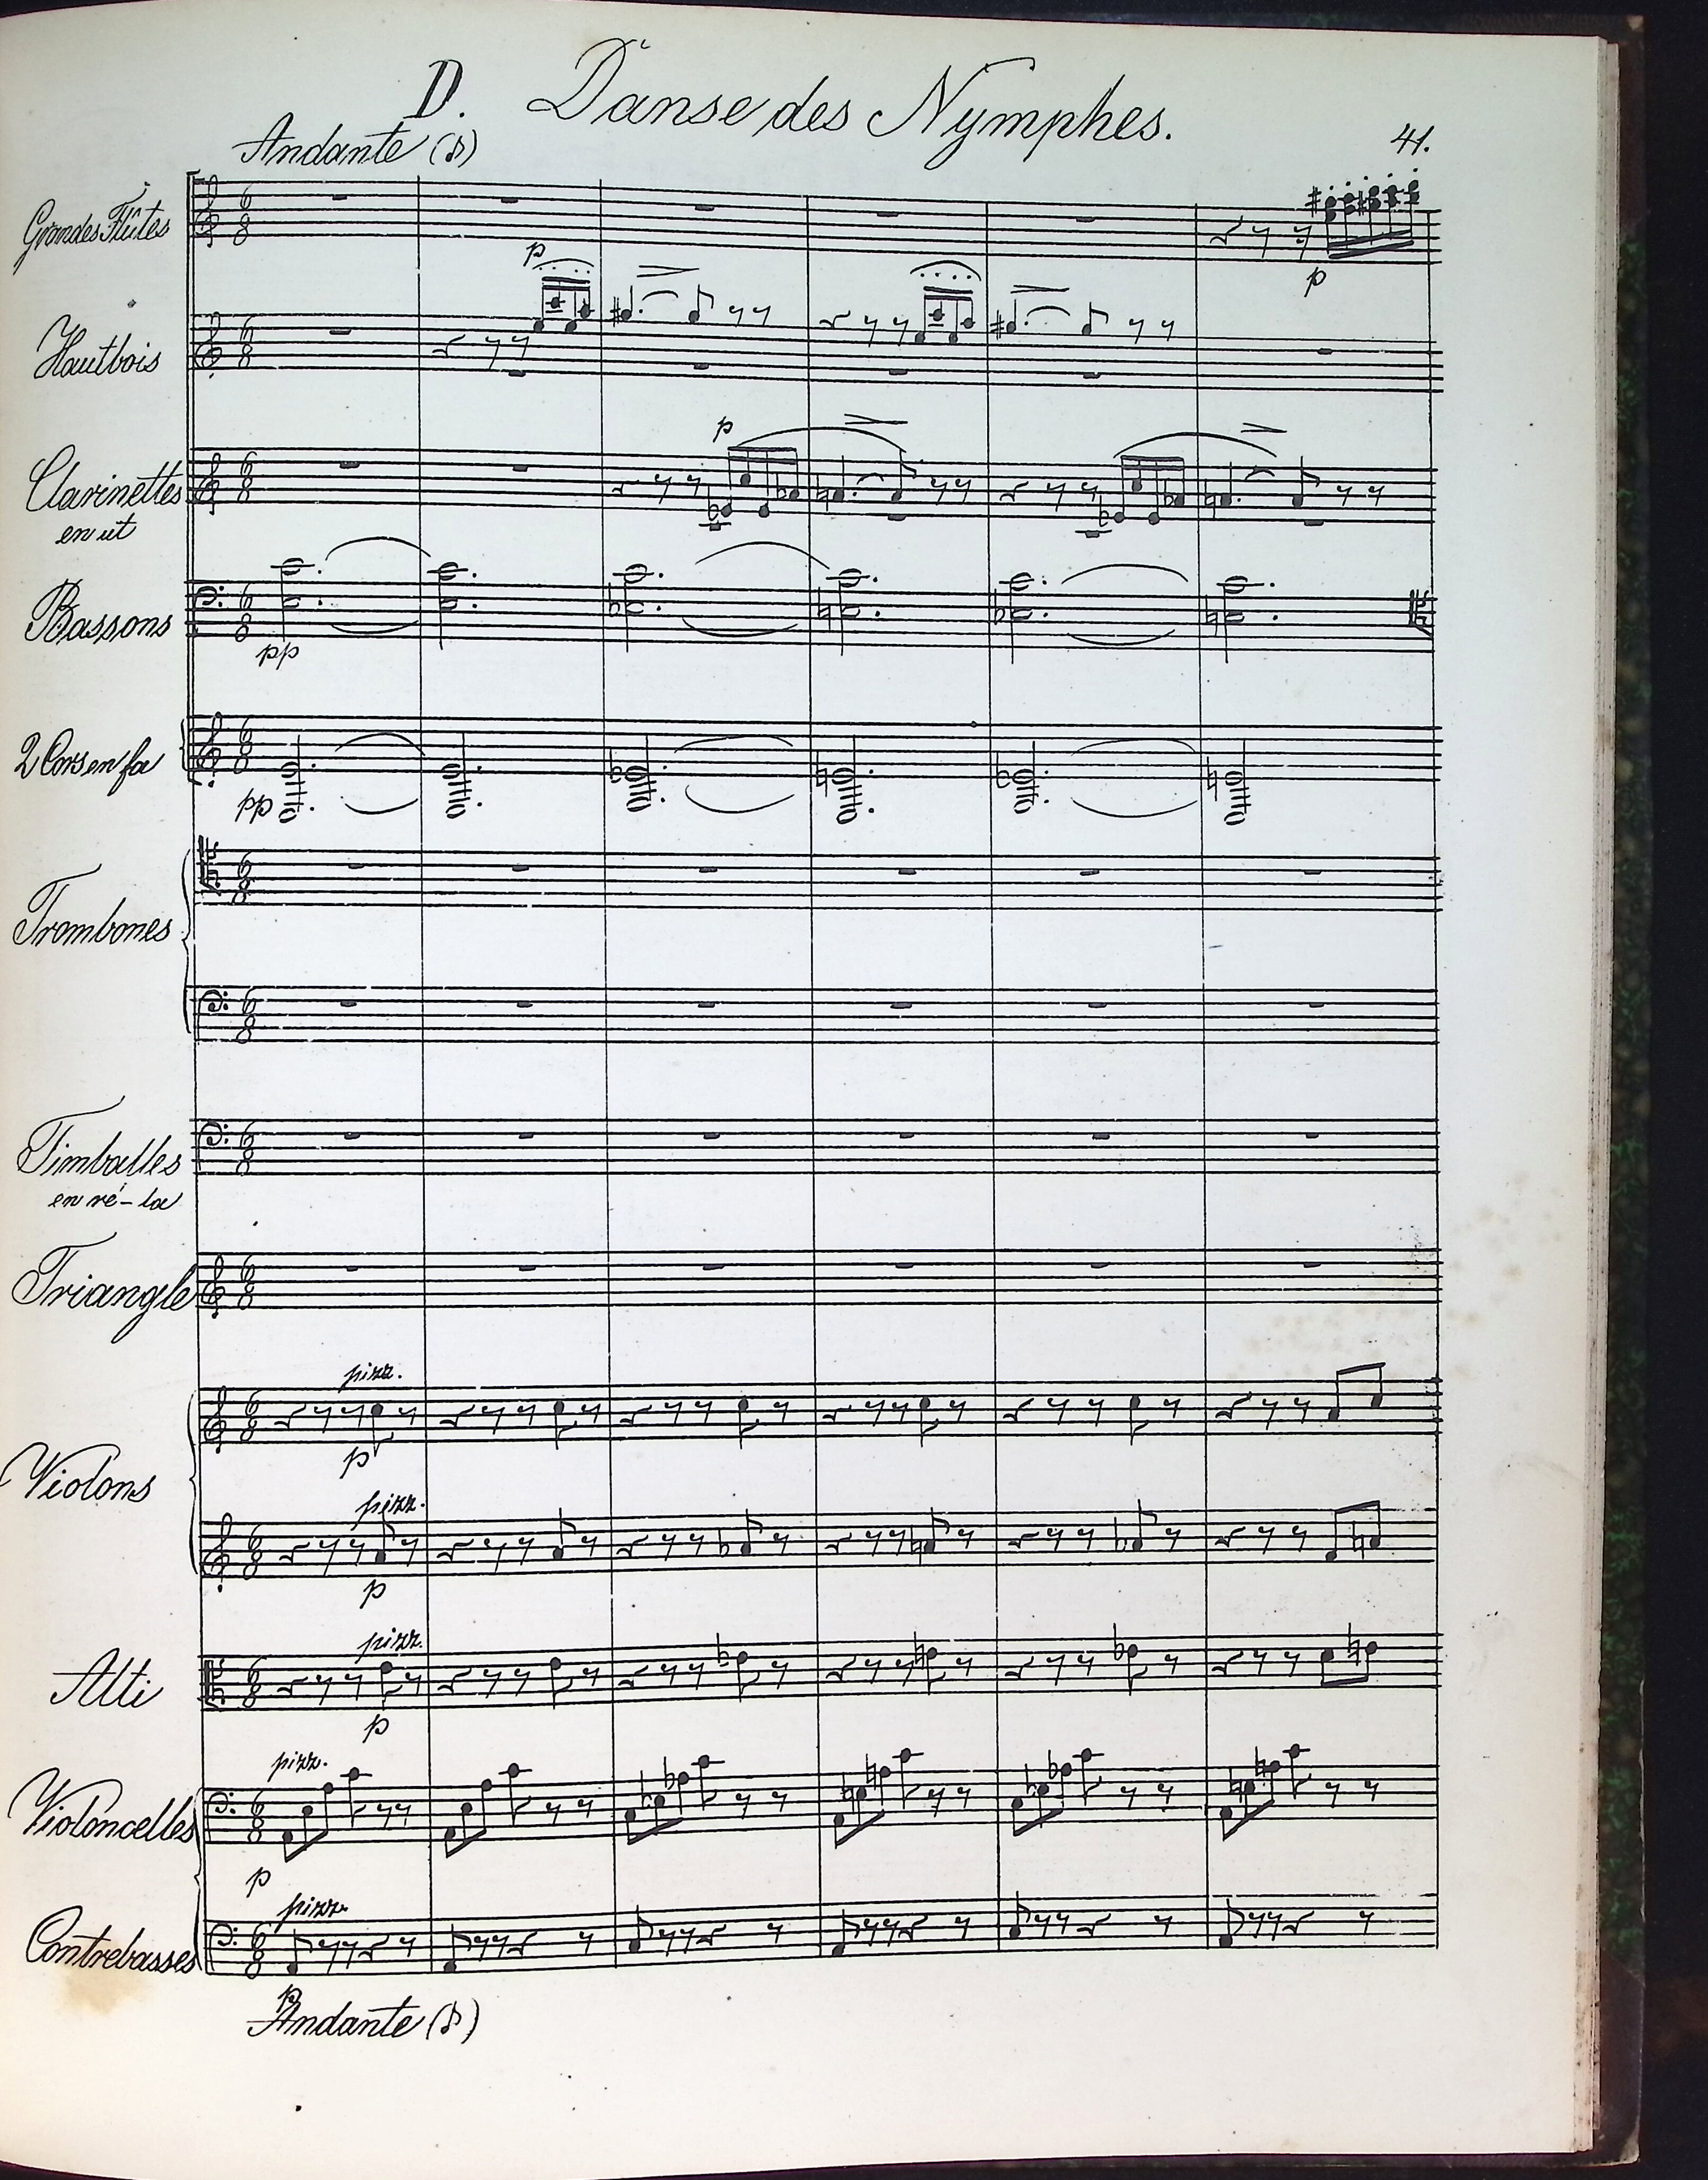 D. Danse des Nymphes.
Andante (♪)
41.
Grandes Flûtes
p
p
Hautbois
p
Clarinettes
en ut
Bassons
pp
2 Cors en fa
pp
Trombones
Timballes
en ré-la
Triangle
pizz.
p
Violons
pizz.
p
pizz.
Alti
p
pizz.
Violoncelles
p
pizz.
Contrebasses
p
Andante (♪)